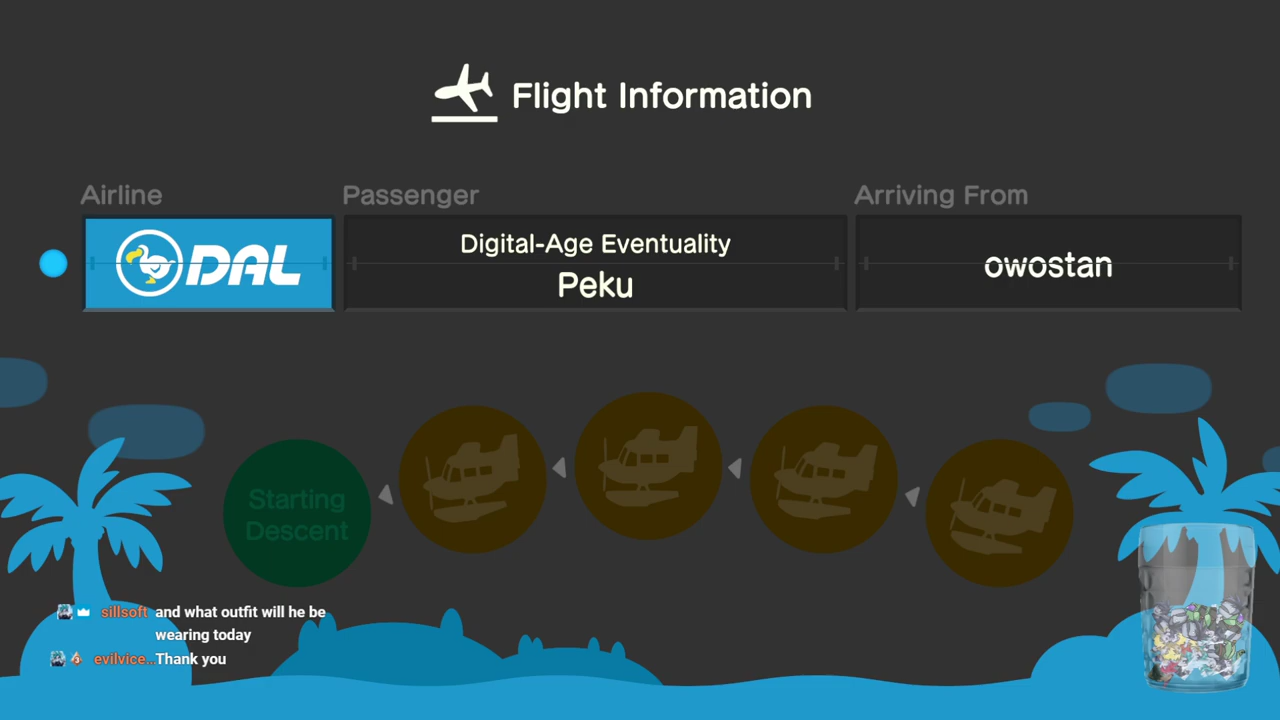 Flight Information
Airline
Passenger
Arriving From
DAL
Digital-Age Eventuality
Peku
owostan
Starting
Descent
sillsoft and what outfit will he be
wearing today
evilvice... Thank you